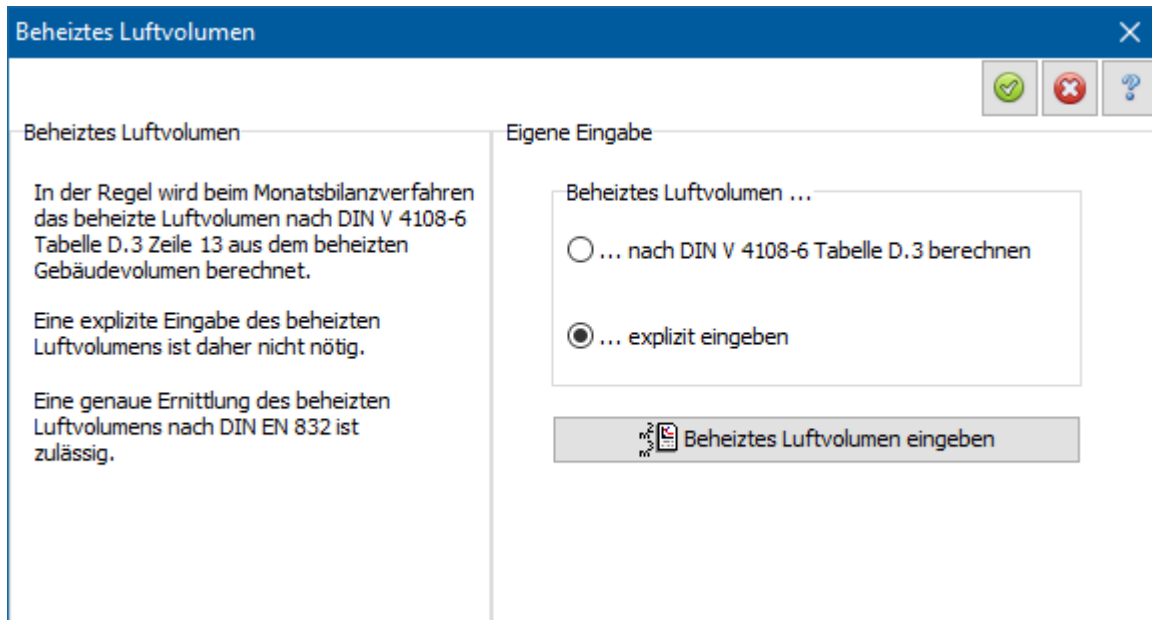 Beheiztes Luftvolumen
Beheiztes Luftvolumen
In der Regel wird beim Monatsbilanzverfahren
das beheizte Luftvolumen nach DIN V 4108-6
Tabelle D.3 Zeile 13 aus dem beheizten
Gebäudevolumen berechnet.
Eine explizite Eingabe des beheizten
Luftvolumens ist daher nicht nötig.
Eine genaue Ernittlung des beheizten
Luftvolumens nach DIN EN 832 ist
zulässig.
Eigene Eingabe
Beheiztes Luftvolumen ...
... nach DIN V 4108-6 Tabelle D.3 berechnen
... explizit eingeben
Beheiztes Luftvolumen eingeben